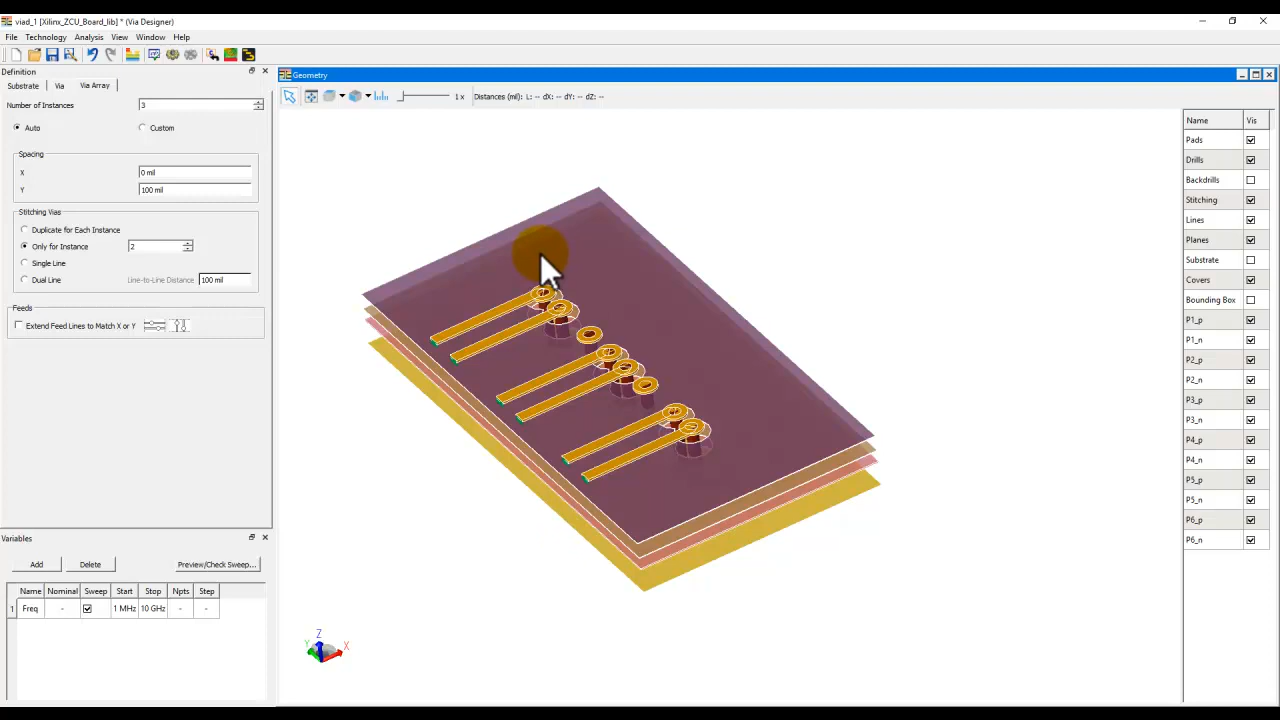 viad_1 [Xilinx_ZCU_Board_lib] * (Via Designer)
File Technology Analysis View Window Help
Definition
Substrate Via Via Array
Number of Instances 3
Auto Custom
Spacing
X 0 mil
Y 100 mil
Stitching Vias
Duplicate for Each Instance
Only for Instance 2
Single Line
Dual Line Line-to-Line Distance 100 mil
Feeds
Extend Feed Lines to Match X or Y
Variables
Add Delete Preview/Check Sweep...
Name Nominal Sweep Start Stop Npts Step
1 Freq - 1 MHz 10 GHz - -
Geometry
1 x Distances (mil): L: -- dX: -- dY: -- dZ: --
Z
Y X
Name Vis
Pads
Drills
Backdrills
Stitching
Lines
Planes
Substrate
Covers
Bounding Box
P1_p
P1_n
P2_p
P2_n
P3_p
P3_n
P4_p
P4_n
P5_p
P5_n
P6_p
P6_n